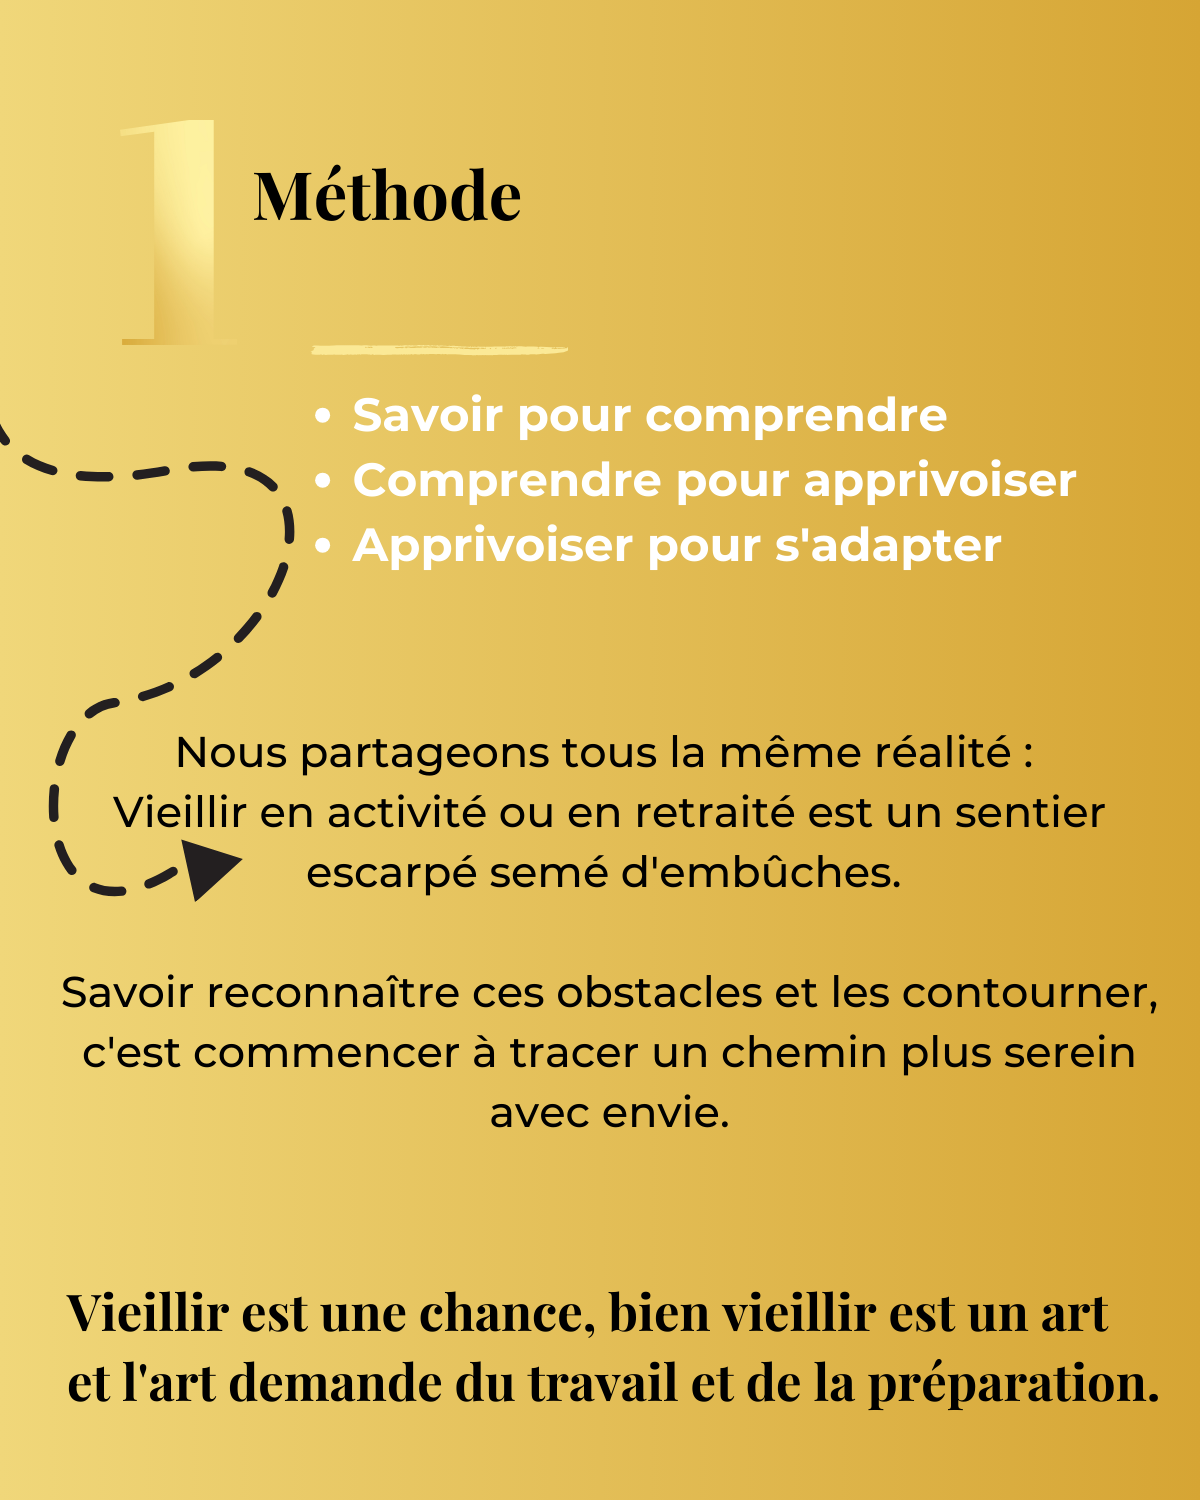 1
Méthode
• Savoir pour comprendre
• Comprendre pour apprivoiser
• Apprivoiser pour s'adapter
Nous partageons tous la même réalité :
Vieillir en activité ou en retraité est un sentier
escarpé semé d'embûches.
Savoir reconnaître ces obstacles et les contourner,
c'est commencer à tracer un chemin plus serein
avec envie.
Vieillir est une chance, bien vieillir est un art
et l'art demande du travail et de la préparation.